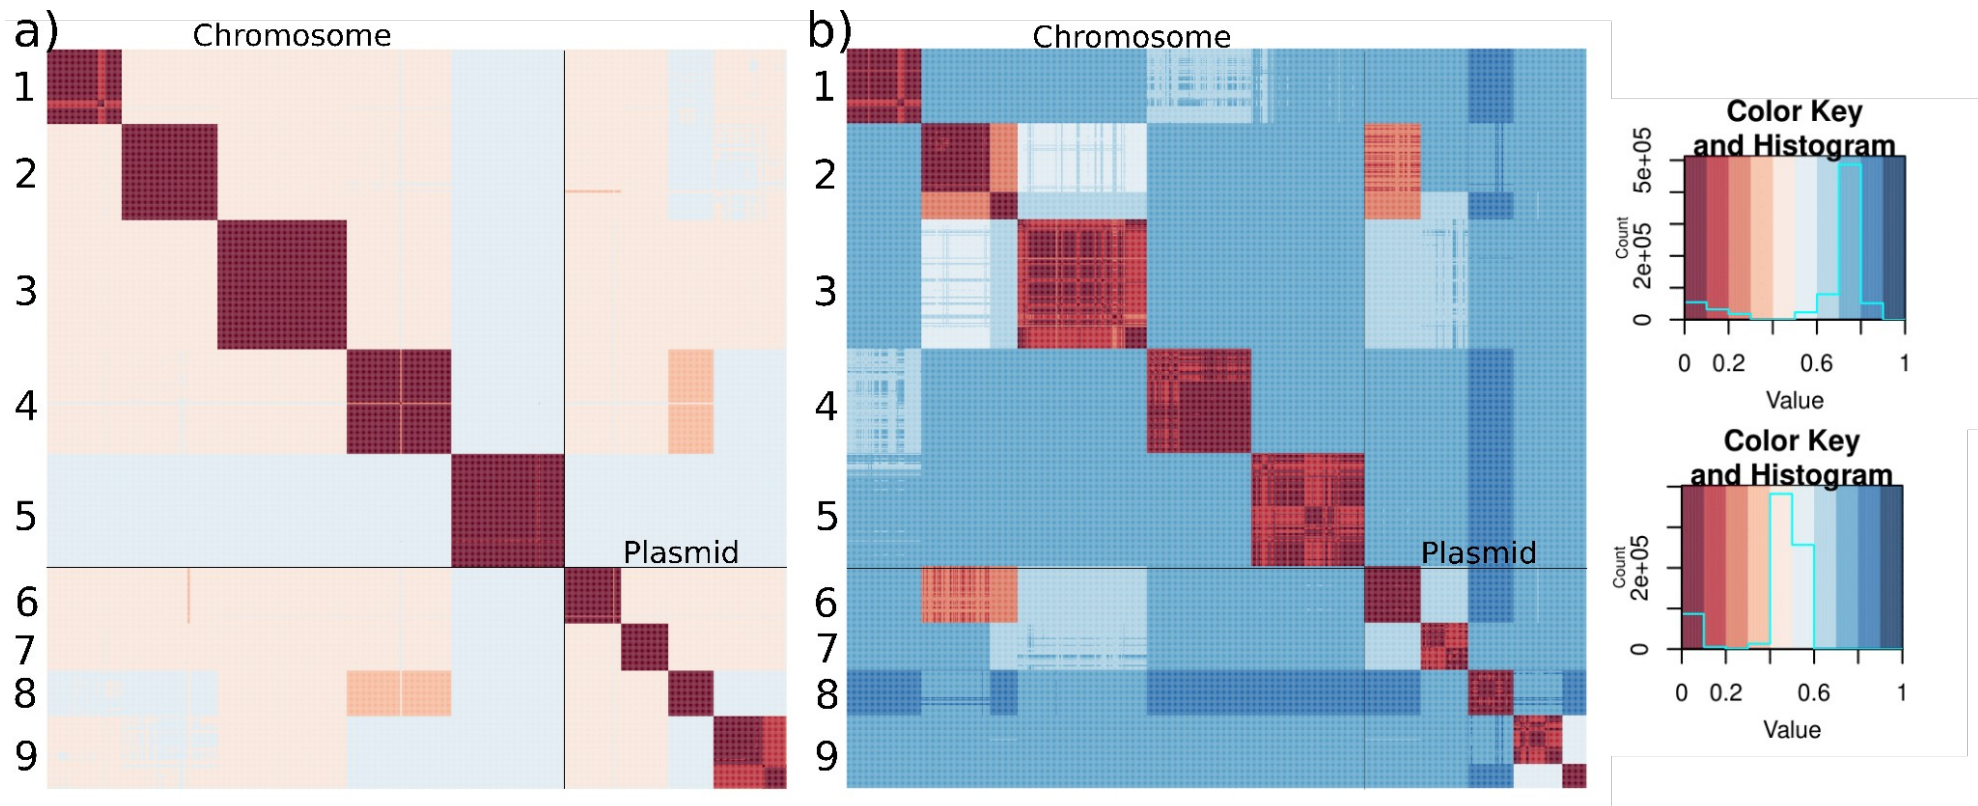 a)
Chromosome
1
2
3
4
5
Plasmid
6
7
8
9
b)
Chromosome
1
2
3
4
5
Plasmid
6
7
8
9
Color Key
and Histogram
Count
0
2e+05
5e+05
0 0.2 0.6 1
Value
Color Key
and Histogram
Count
0
2e+05
0 0.2 0.6 1
Value